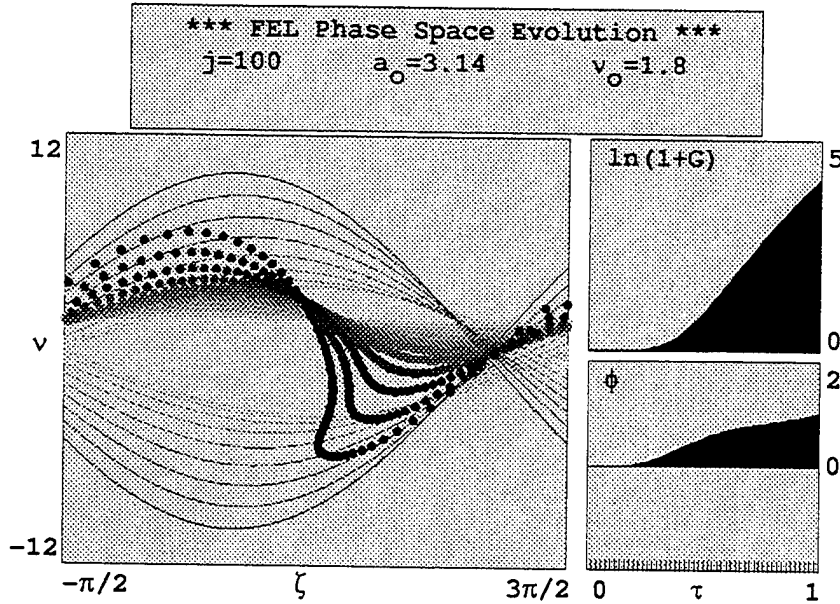 *** FEL Phase Space Evolution ***
j=100 a₀=3.14 ν₀=1.8
12
ν
-12
-π/2 ζ 3π/2
ln(1+G) 5
0
ϕ 2
0
0 τ 1